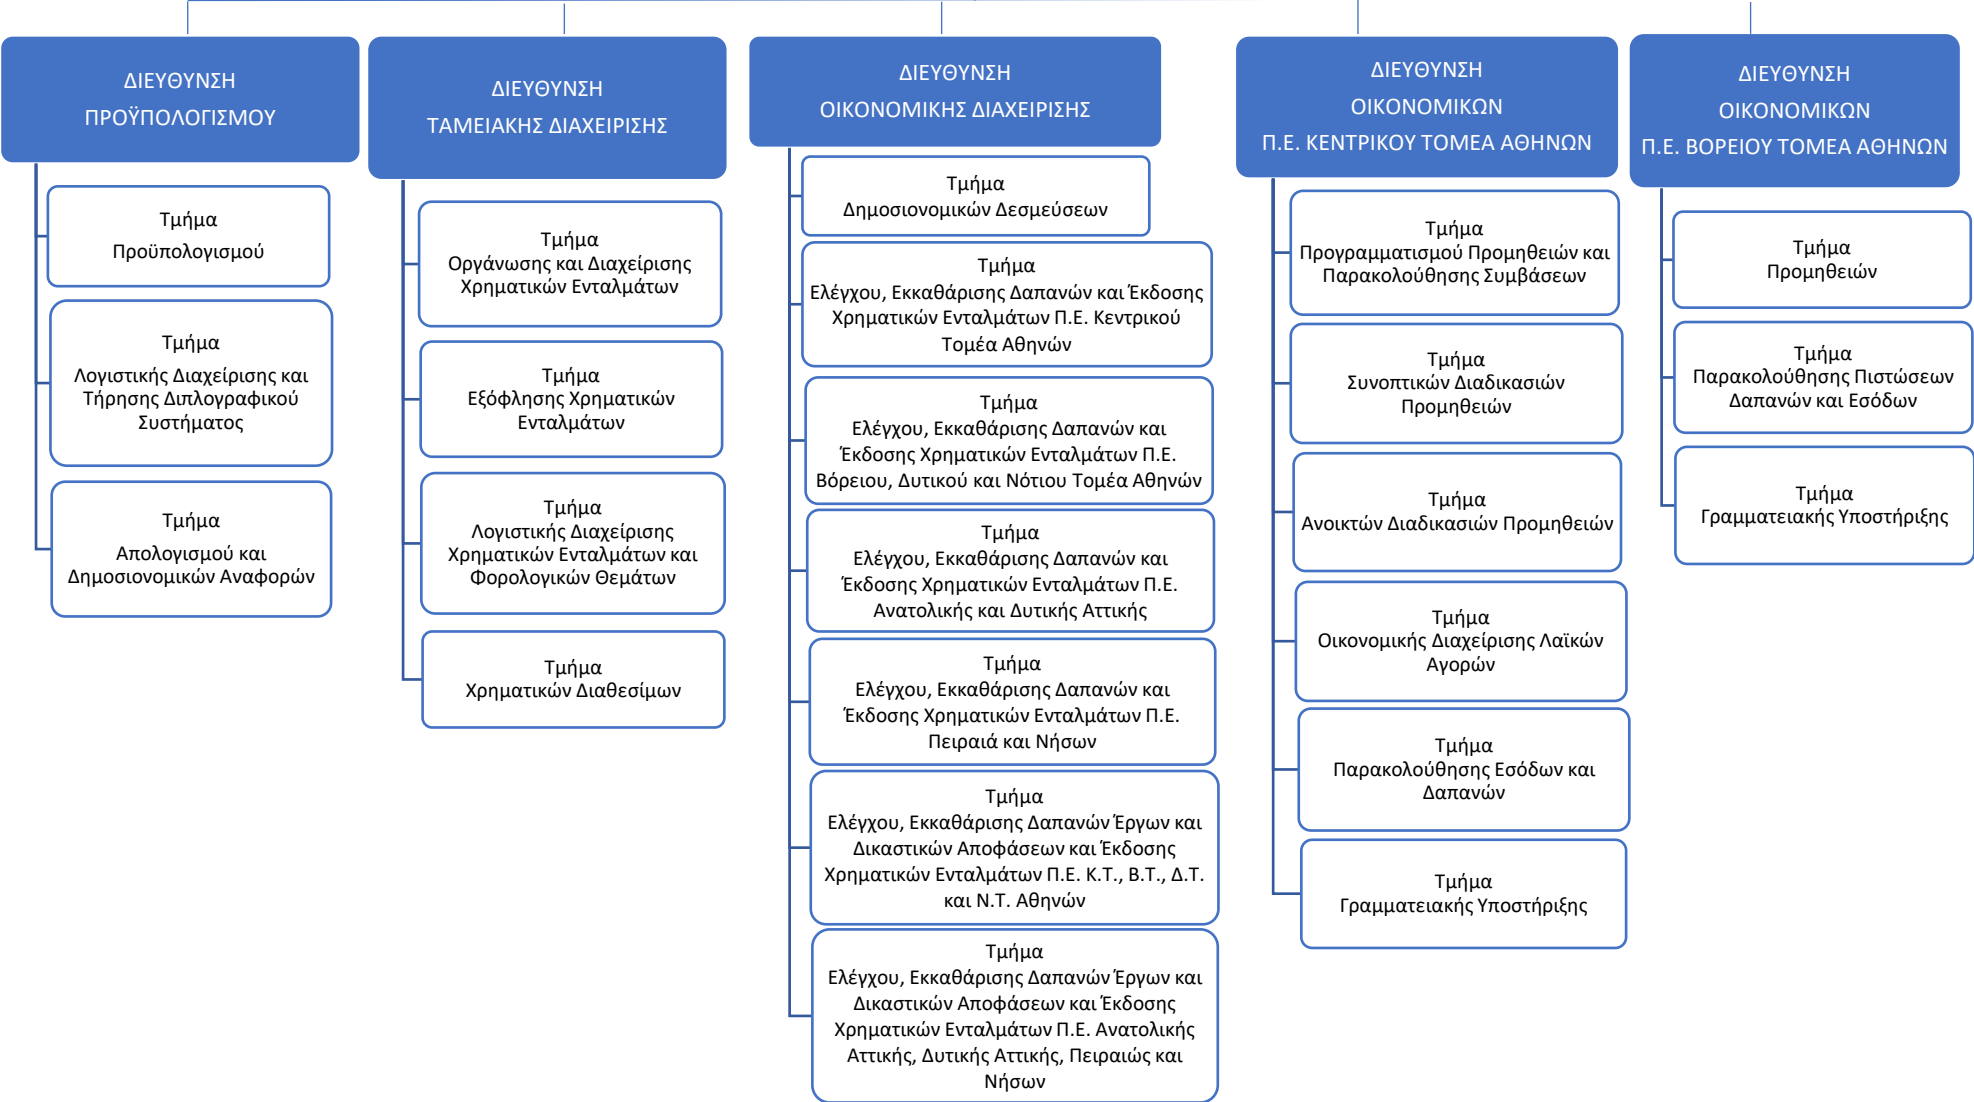 ΔΙΕΥΘΥΝΣΗ
ΠΡΟΫΠΟΛΟΓΙΣΜΟΥ
Τμήμα
Προϋπολογισμού
Τμήμα
Λογιστικής Διαχείρισης και
Τήρησης Διπλογραφικού
Συστήματος
Τμήμα
Απολογισμού και
Δημοσιονομικών Αναφορών
ΔΙΕΥΘΥΝΣΗ
ΤΑΜΕΙΑΚΗΣ ΔΙΑΧΕΙΡΙΣΗΣ
Τμήμα
Οργάνωσης και Διαχείρισης
Χρηματικών Ενταλμάτων
Τμήμα
Εξόφλησης Χρηματικών
Ενταλμάτων
Τμήμα
Λογιστικής Διαχείρισης
Χρηματικών Ενταλμάτων και
Φορολογικών Θεμάτων
Τμήμα
Χρηματικών Διαθεσίμων
ΔΙΕΥΘΥΝΣΗ
ΟΙΚΟΝΟΜΙΚΗΣ ΔΙΑΧΕΙΡΙΣΗΣ
Τμήμα
Δημοσιονομικών Δεσμεύσεων
Τμήμα
Ελέγχου, Εκκαθάρισης Δαπανών και Έκδοσης
Χρηματικών Ενταλμάτων Π.Ε. Κεντρικού
Τομέα Αθηνών
Τμήμα
Ελέγχου, Εκκαθάρισης Δαπανών και
Έκδοσης Χρηματικών Ενταλμάτων Π.Ε.
Βόρειου, Δυτικού και Νότιου Τομέα Αθηνών
Τμήμα
Ελέγχου, Εκκαθάρισης Δαπανών και
Έκδοσης Χρηματικών Ενταλμάτων Π.Ε.
Ανατολικής και Δυτικής Αττικής
Τμήμα
Ελέγχου, Εκκαθάρισης Δαπανών και
Έκδοσης Χρηματικών Ενταλμάτων Π.Ε.
Πειραιά και Νήσων
Τμήμα
Ελέγχου, Εκκαθάρισης Δαπανών Έργων και
Δικαστικών Αποφάσεων και Έκδοσης
Χρηματικών Ενταλμάτων Π.Ε. Κ.Τ., Β.Τ., Δ.Τ.
και Ν.Τ. Αθηνών
Τμήμα
Ελέγχου, Εκκαθάρισης Δαπανών Έργων και
Δικαστικών Αποφάσεων και Έκδοσης
Χρηματικών Ενταλμάτων Π.Ε. Ανατολικής
Αττικής, Δυτικής Αττικής, Πειραιώς και
Νήσων
ΔΙΕΥΘΥΝΣΗ
ΟΙΚΟΝΟΜΙΚΩΝ
Π.Ε. ΚΕΝΤΡΙΚΟΥ ΤΟΜΕΑ ΑΘΗΝΩΝ
Τμήμα
Προγραμματισμού Προμηθειών και
Παρακολούθησης Συμβάσεων
Τμήμα
Συνοπτικών Διαδικασιών
Προμηθειών
Τμήμα
Ανοικτών Διαδικασιών Προμηθειών
Τμήμα
Οικονομικής Διαχείρισης Λαϊκών
Αγορών
Τμήμα
Παρακολούθησης Εσόδων και
Δαπανών
Τμήμα
Γραμματειακής Υποστήριξης
ΔΙΕΥΘΥΝΣΗ
ΟΙΚΟΝΟΜΙΚΩΝ
Π.Ε. ΒΟΡΕΙΟΥ ΤΟΜΕΑ ΑΘΗΝΩΝ
Τμήμα
Προμηθειών
Τμήμα
Παρακολούθησης Πιστώσεων
Δαπανών και Εσόδων
Τμήμα
Γραμματειακής Υποστήριξης